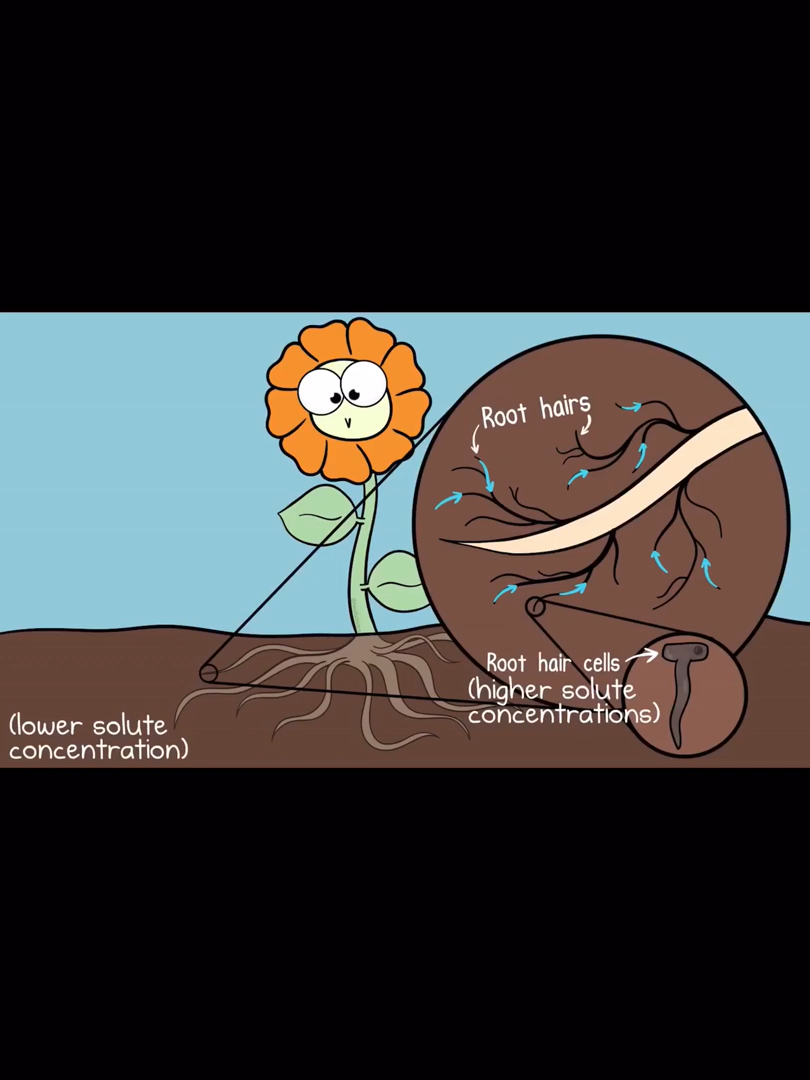 Root hairs
Root hair cells
(higher solute
concentrations)
(lower solute
concentration)